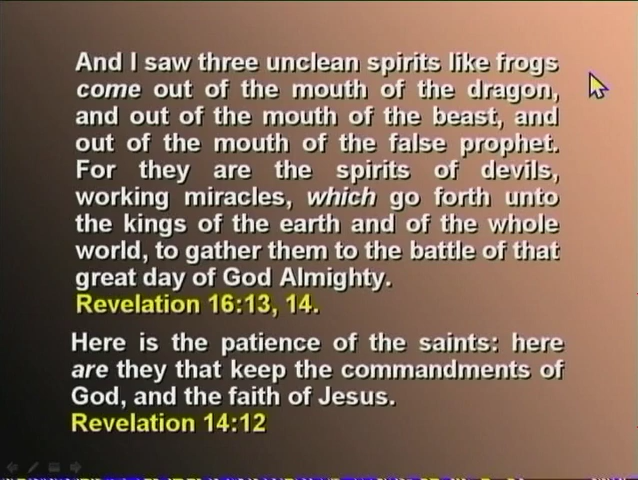 And I saw three unclean spirits like frogs
come out of the mouth of the dragon,
and out of the mouth of the beast, and
out of the mouth of the false prophet.
For they are the spirits of devils,
working miracles, which go forth unto
the kings of the earth and of the whole
world, to gather them to the battle of that
great day of God Almighty.
Revelation 16:13, 14.
Here is the patience of the saints: here
are they that keep the commandments of
God, and the faith of Jesus.
Revelation 14:12